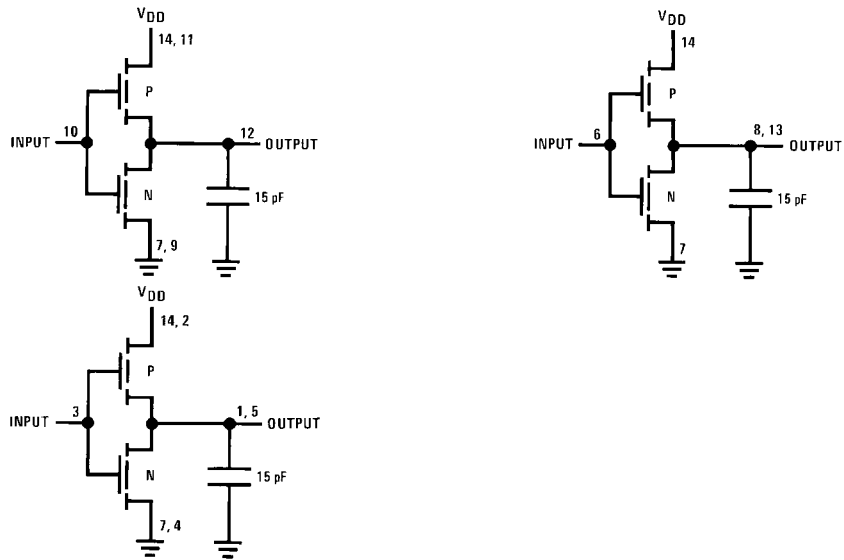 VDD
14, 11
P
INPUT 10
12 OUTPUT
N
15 pF
7, 9
VDD
14
P
INPUT 6
8, 13 OUTPUT
N
15 pF
7
VDD
14, 2
P
INPUT 3
1, 5 OUTPUT
N
15 pF
7, 4